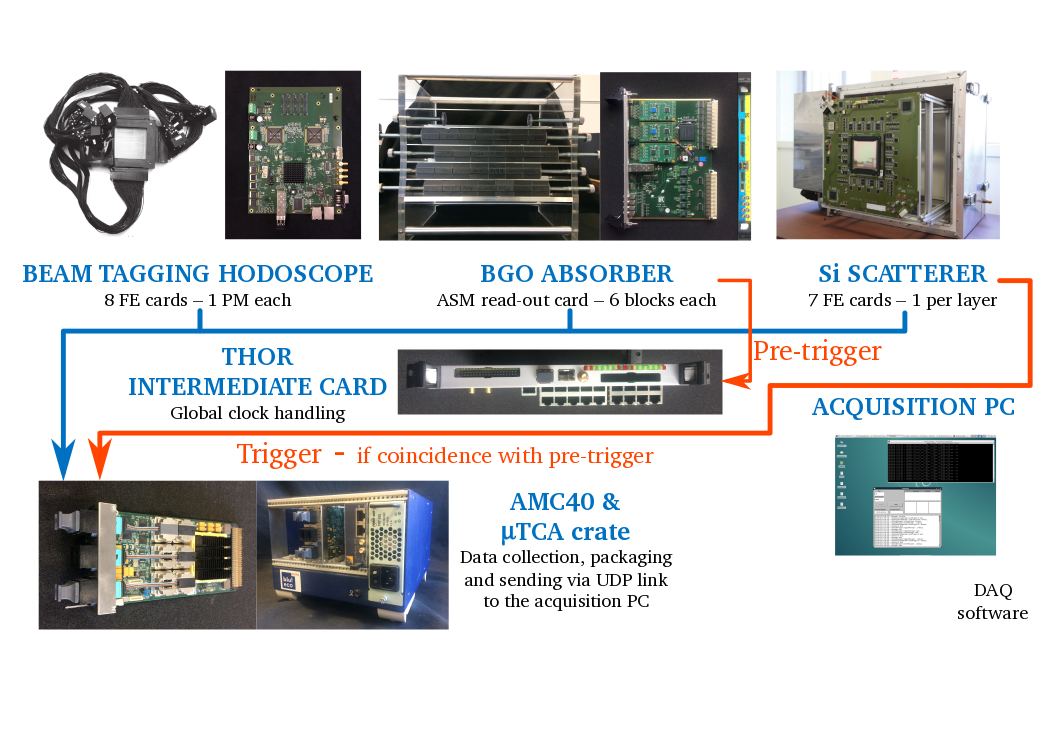 BEAM TAGGING HODOSCOPE
8 FE cards – 1 PM each
BGO ABSORBER
ASM read-out card – 6 blocks each
Si SCATTERER
7 FE cards – 1 per layer
THOR
INTERMEDIATE CARD
Global clock handling
Pre-trigger
ACQUISITION PC
Trigger - if coincidence with pre-trigger
AMC40 &
µTCA crate
Data collection, packaging
and sending via UDP link
to the acquisition PC
DAQ
software